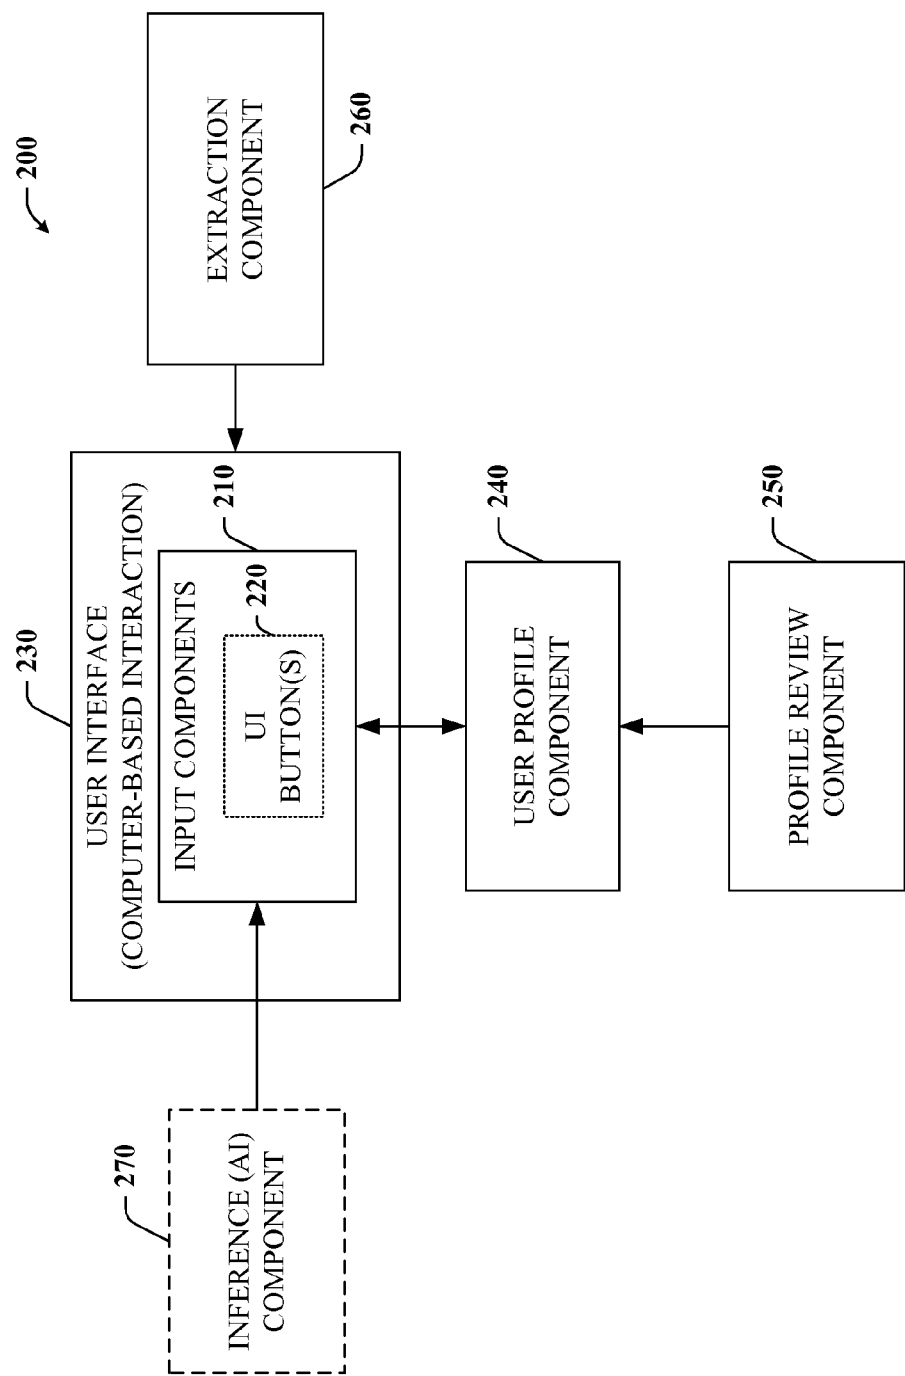 200
230
USER INTERFACE
(COMPUTER-BASED INTERACTION)
210
INPUT COMPONENTS
220
UI
BUTTON(S)
270
INFERENCE (AI)
COMPONENT
260
EXTRACTION
COMPONENT
240
USER PROFILE
COMPONENT
250
PROFILE REVIEW
COMPONENT